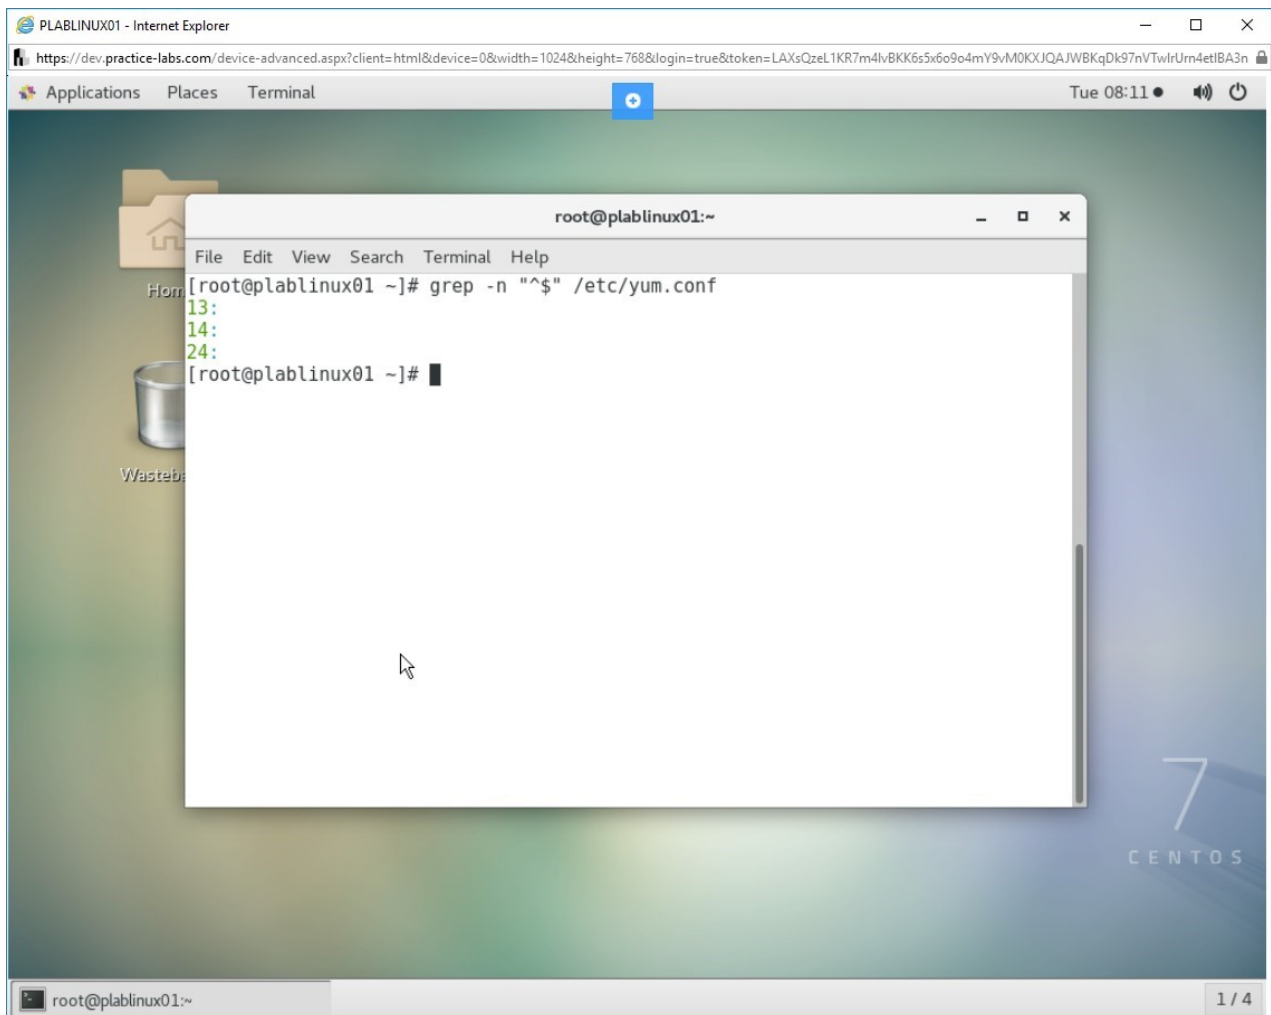 PLABLINUX01 - Internet Explorer
https://dev.practice-labs.com/device-advanced.aspx?client=html&device=0&width=1024&height=768&login=true&token=
Applications Places Terminal Tue 08:11
root@plablinux01:~
File Edit View Search Terminal Help
[root@plablinux01 ~]# grep -n "^$" /etc/yum.conf
13:
14:
24:
[root@plablinux01 ~]#
Hom
Wasteb
7
CENTOS
root@plablinux01:~
1 / 4